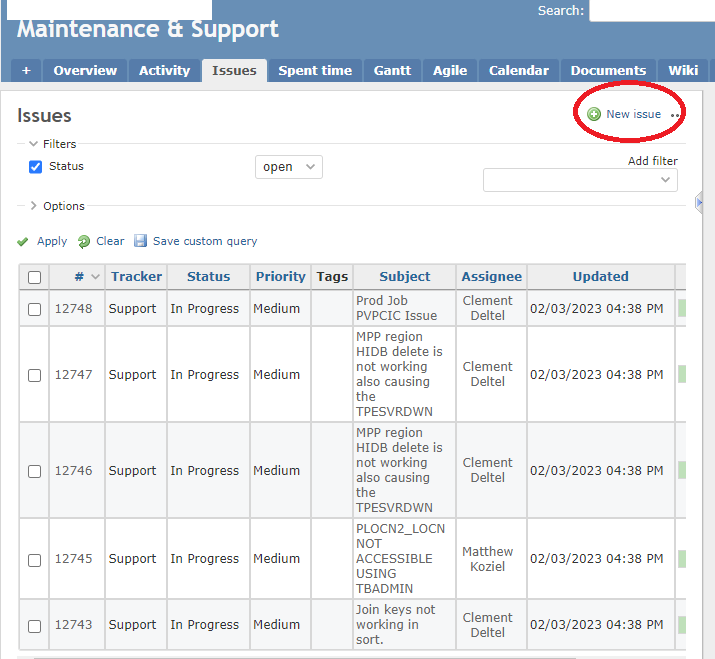 Search:
Maintenance & Support
+ Overview Activity Issues Spent time Gantt Agile Calendar Documents Wiki
Issues
New issue
Filters
Status open Add filter
Options
Apply Clear Save custom query
# Tracker Status Priority Tags Subject Assignee Updated
12748 Support In Progress Medium Prod Job PVPCIC Issue Clement Deltel 02/03/2023 04:38 PM
12747 Support In Progress Medium MPP region HIDB delete is not working also causing the TPESVRDWN Clement Deltel 02/03/2023 04:38 PM
12746 Support In Progress Medium MPP region HIDB delete is not working also causing the TPESVRDWN Clement Deltel 02/03/2023 04:38 PM
12745 Support In Progress Medium PLOCN2_LOCN NOT ACCESSIBLE USING TBADMIN Matthew Koziel 02/03/2023 04:38 PM
12743 Support In Progress Medium Join keys not working in sort. Clement Deltel 02/03/2023 04:38 PM